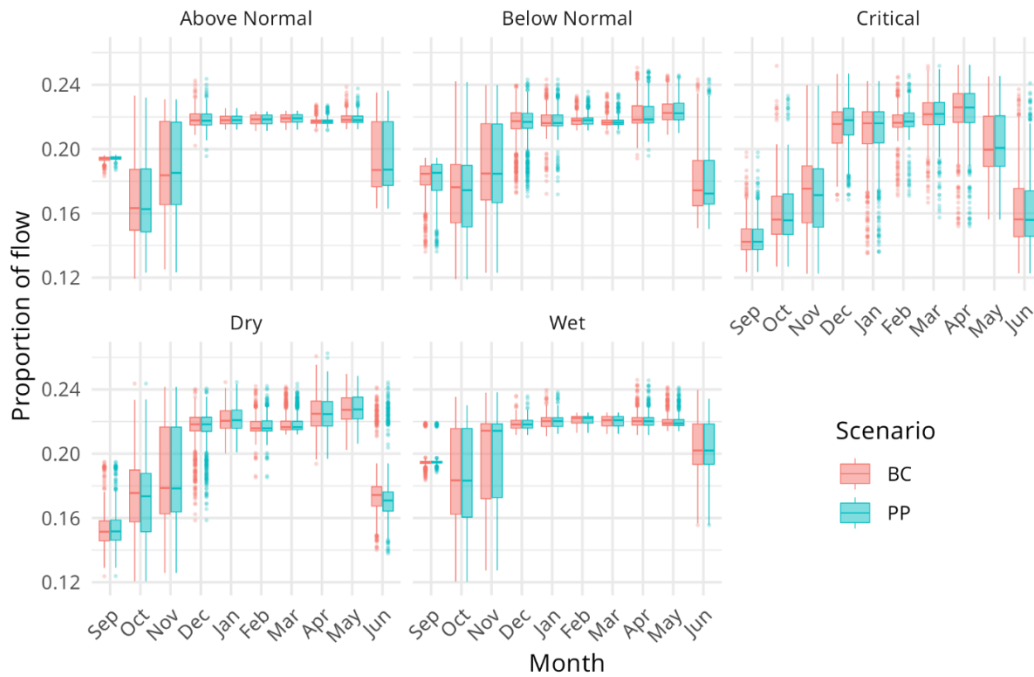 Above Normal
Below Normal
Critical
0.24
0.20
0.16
0.12
Sep Oct Nov Dec Jan Feb Mar Apr May Jun
Dry
Wet
0.24
0.20
0.16
0.12
Sep Oct Nov Dec Jan Feb Mar Apr May Jun
Sep Oct Nov Dec Jan Feb Mar Apr May Jun
Proportion of flow
Month
Scenario
BC
PP